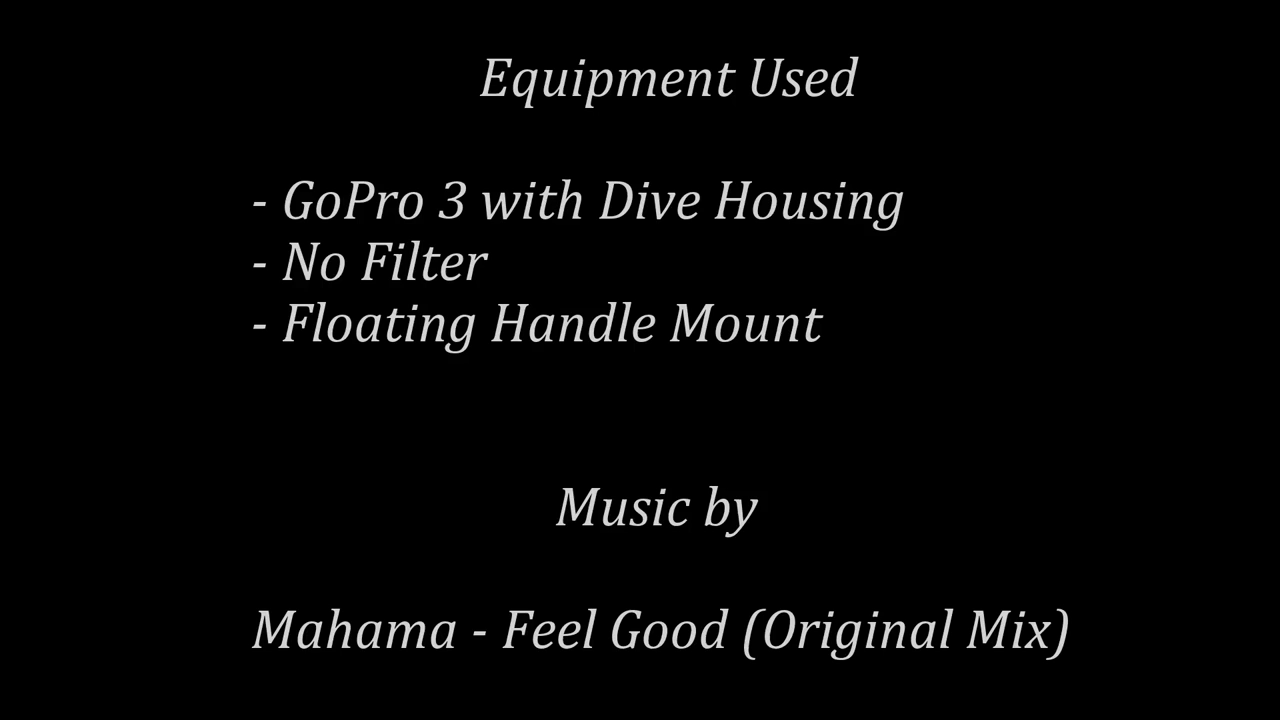 Equipment Used
- GoPro 3 with Dive Housing
- No Filter
- Floating Handle Mount
Music by
Mahama - Feel Good (Original Mix)